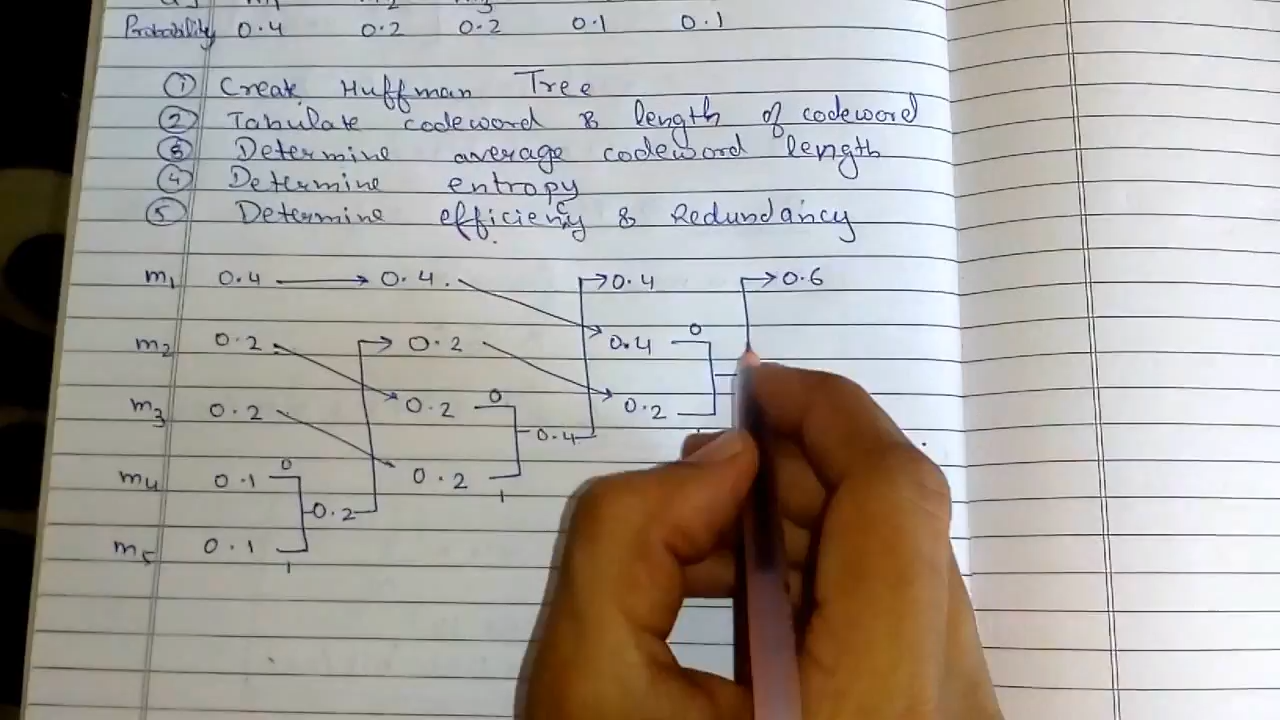 Probability 0.4 0.2 0.2 0.1 0.1
① Create Huffman Tree
② Tabulate codeword & length of codeword
③ Determine average codeword length
④ Determine entropy
⑤ Determine efficiency & Redundancy
m1 0.4 0.4 0.4 0.6
m2 0.2 0.2 0.4 0
m3 0.2 0.2 0 0.4 0.2
m4 0.1 0 0.2 0.2 1
m5 0.1 1